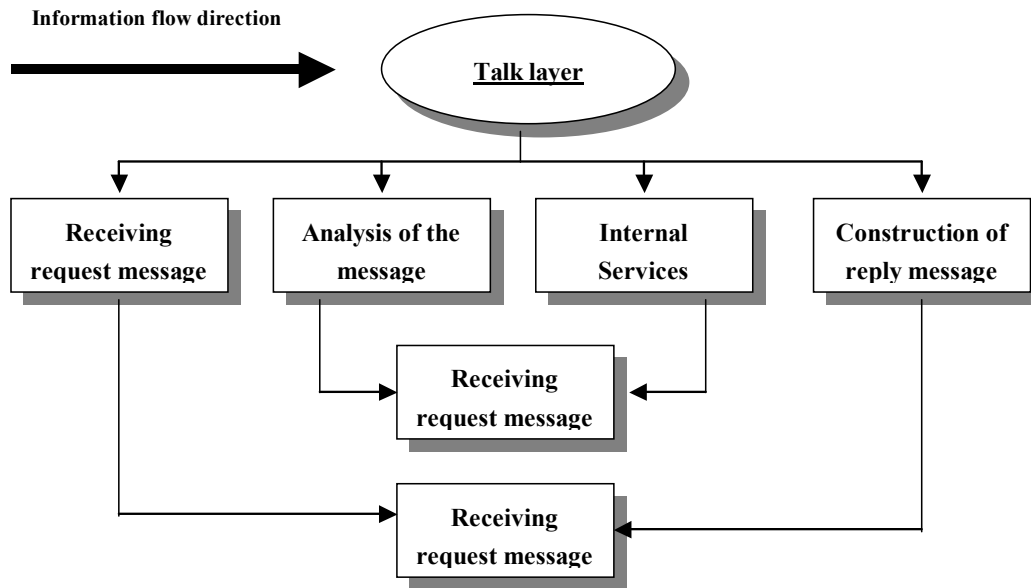 Information flow direction
Talk layer
Receiving
request message
Analysis of the
message
Internal
Services
Construction of
reply message
Receiving
request message
Receiving
request message